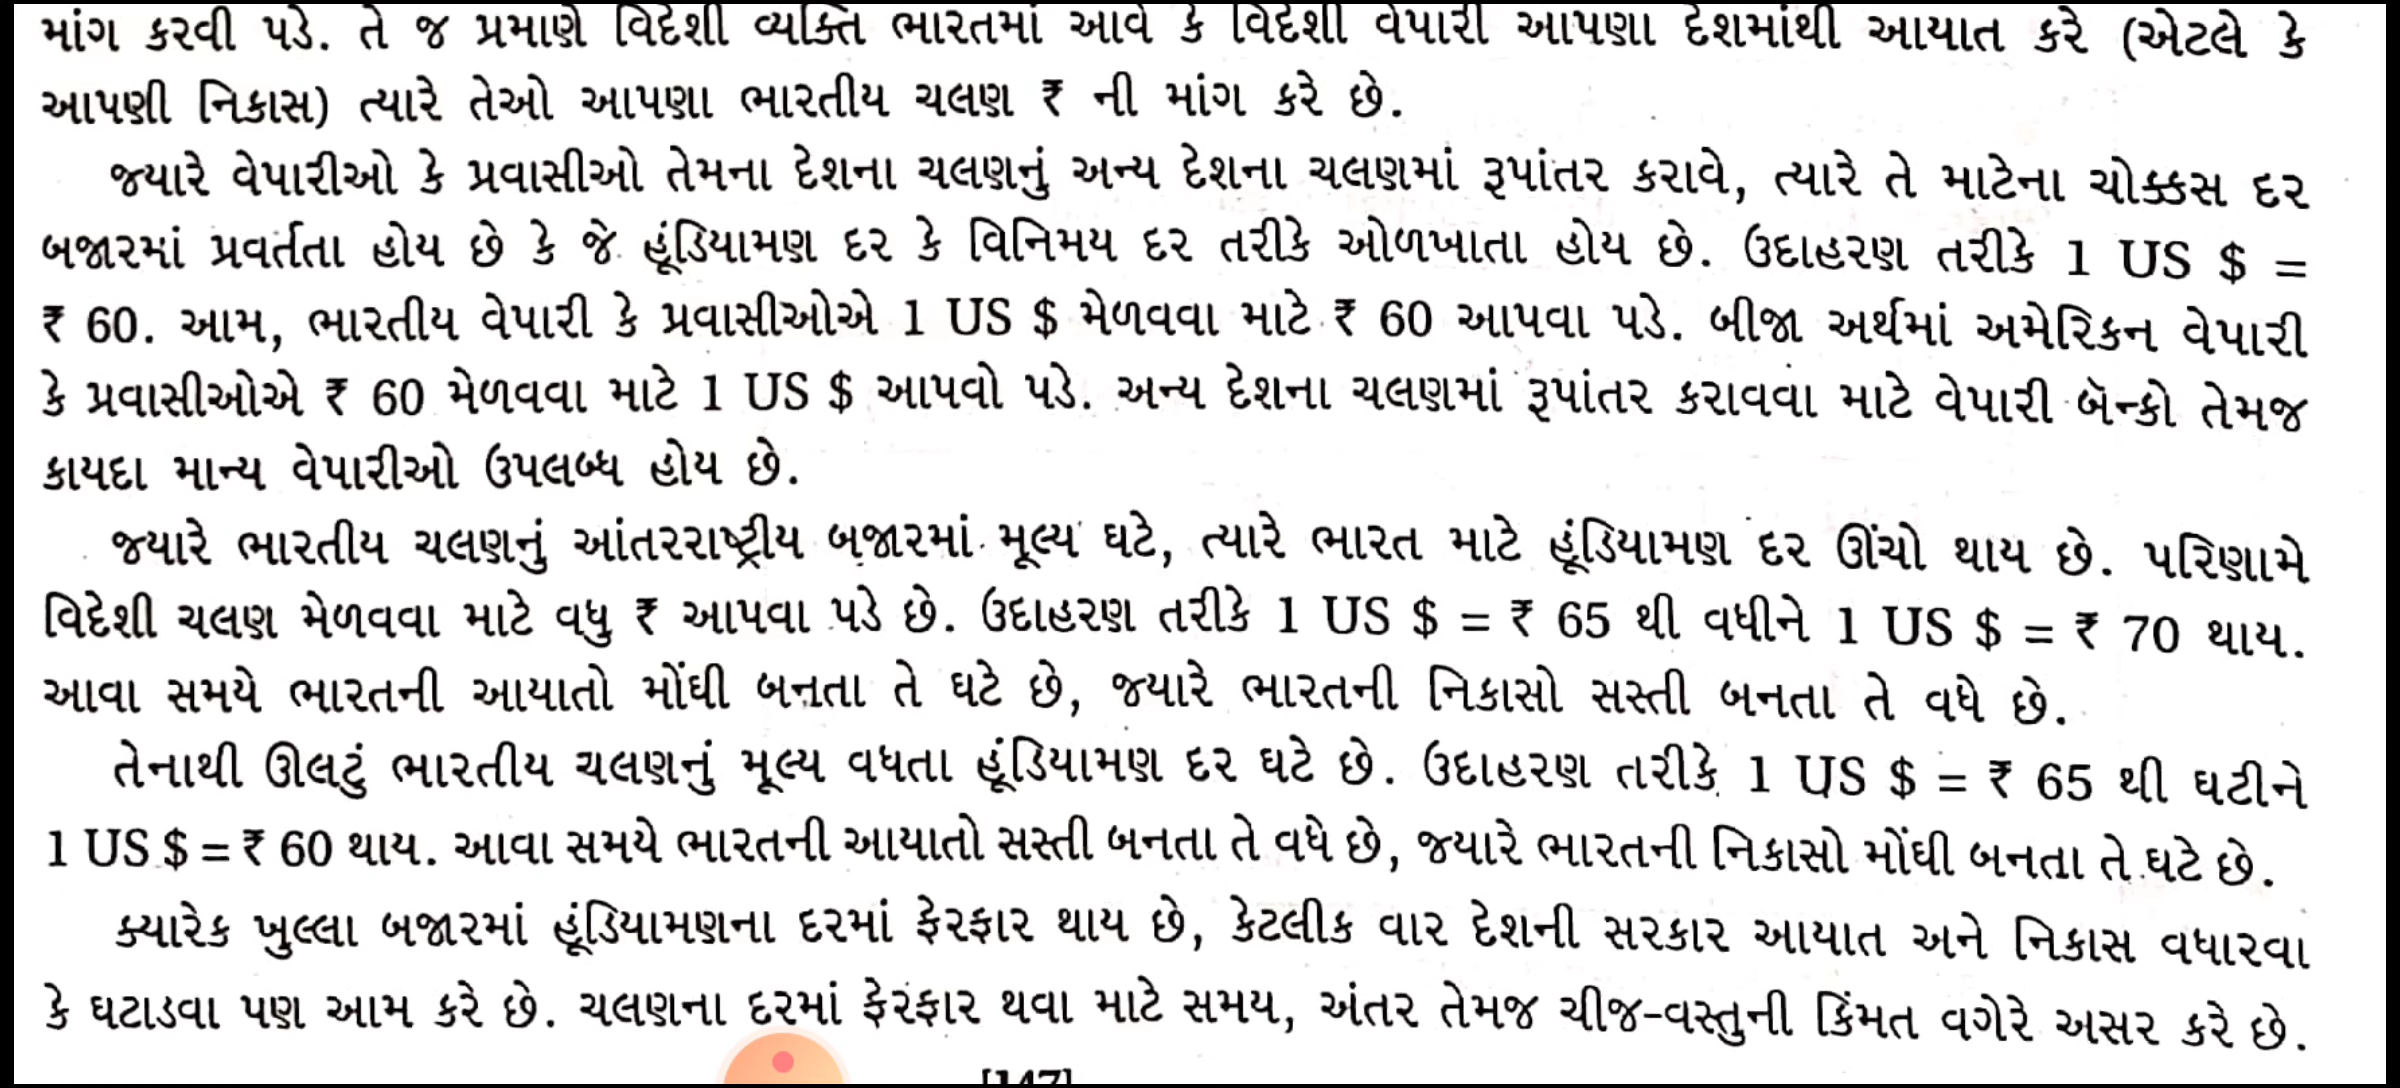 માંગ કરવી પડે. તે જ પ્રમાણે વિદેશી વ્યક્તિ ભારતમાં આવે કે વિદેશી વેપારી આપણા દેશમાંથી આયાત કરે (એટલે કે
આપણી નિકાસ) ત્યારે તેઓ આપણા ભારતીય ચલણ ₹ ની માંગ કરે છે.
જ્યારે વેપારીઓ કે પ્રવાસીઓ તેમના દેશના ચલણનું અન્ય દેશના ચલણમાં રૂપાંતર કરાવે, ત્યારે તે માટેના ચોક્કસ દર
બજારમાં પ્રવર્તતા હોય છે કે જે હૂંડિયામણ દર કે વિનિમય દર તરીકે ઓળખાતા હોય છે. ઉદાહરણ તરીકે 1 US $ =
₹ 60. આમ, ભારતીય વેપારી કે પ્રવાસીઓએ 1 US $ મેળવવા માટે ₹ 60 આપવા પડે. બીજા અર્થમાં અમેરિકન વેપારી
કે પ્રવાસીઓએ ₹ 60 મેળવવા માટે 1 US $ આપવો પડે. અન્ય દેશના ચલણમાં રૂપાંતર કરાવવા માટે વેપારી બૅન્કો તેમજ
કાયદા માન્ય વેપારીઓ ઉપલબ્ધ હોય છે.
જ્યારે ભારતીય ચલણનું આંતરરાષ્ટ્રીય બજારમાં મૂલ્ય ઘટે, ત્યારે ભારત માટે હૂંડિયામણ દર ઊંચો થાય છે. પરિણામે
વિદેશી ચલણ મેળવવા માટે વધુ ₹ આપવા પડે છે. ઉદાહરણ તરીકે 1 US $ = ₹ 65 થી વધીને 1 US $ = ₹ 70 થાય.
આવા સમયે ભારતની આયાતો મોંઘી બનતા તે ઘટે છે, જ્યારે ભારતની નિકાસો સસ્તી બનતા તે વધે છે.
તેનાથી ઊલટું ભારતીય ચલણનું મૂલ્ય વધતા હૂંડિયામણ દર ઘટે છે. ઉદાહરણ તરીકે 1 US $ = ₹ 65 થી ઘટીને
1 US $ = ₹ 60 થાય. આવા સમયે ભારતની આયાતો સસ્તી બનતા તે વધે છે, જ્યારે ભારતની નિકાસો મોંઘી બનતા તે ઘટે છે.
ક્યારેક ખુલ્લા બજારમાં હૂંડિયામણના દરમાં ફેરફાર થાય છે, કેટલીક વાર દેશની સરકાર આયાત અને નિકાસ વધારવા
કે ઘટાડવા પણ આમ કરે છે. ચલણના દરમાં ફેરફાર થવા માટે સમય, અંતર તેમજ ચીજ-વસ્તુની કિંમત વગેરે અસર કરે છે.
[147]